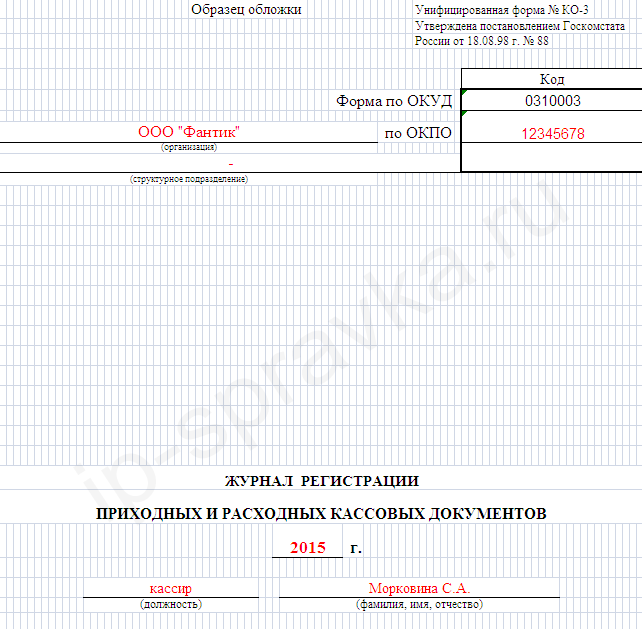 Образец обложки
Унифицированная форма № КО-3
Утверждена постановлением Госкомстата
России от 18.08.98 г. № 88
Код
Форма по ОКУД 0310003
ООО "Фантик" по ОКПО 12345678
(организация)
-
(структурное подразделение)
ip-spravka.ru
ЖУРНАЛ РЕГИСТРАЦИИ
ПРИХОДНЫХ И РАСХОДНЫХ КАССОВЫХ ДОКУМЕНТОВ
2015 г.
кассир Морковина С.А.
(должность) (фамилия, имя, отчество)